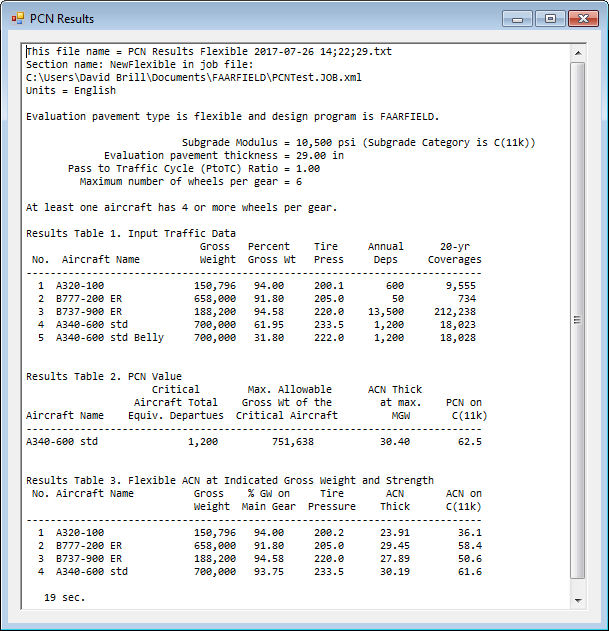 PCN Results
This file name = PCN Results Flexible 2017-07-26 14;22;29.txt
Section name: NewFlexible in job file:
C:\Users\David Brill\Documents\FAARFIELD\PCNTest.JOB.xml
Units = English
Evaluation pavement type is flexible and design program is FAARFIELD.
Subgrade Modulus = 10,500 psi (Subgrade Category is C(11k))
Evaluation pavement thickness = 29.00 in
Pass to Traffic Cycle (PtoTC) Ratio = 1.00
Maximum number of wheels per gear = 6
At least one aircraft has 4 or more wheels per gear.
Results Table 1. Input Traffic Data
Gross Percent Tire Annual 20-yr
No. Aircraft Name Weight Gross Wt Press Deps Coverages
--------------------------------------------------------------------------
1 A320-100 150,796 94.00 200.1 600 9,555
2 B777-200 ER 658,000 91.80 205.0 50 734
3 B737-900 ER 188,200 94.58 220.0 13,500 212,238
4 A340-600 std 700,000 61.95 233.5 1,200 18,023
5 A340-600 std Belly 700,000 31.80 222.0 1,200 18,028
Results Table 2. PCN Value
Critical Max. Allowable ACN Thick
Aircraft Total Gross Wt of the at max. PCN on
Aircraft Name Equiv. Departues Critical Aircraft MGW C(11k)
--------------------------------------------------------------------------
A340-600 std 1,200 751,638 30.40 62.5
Results Table 3. Flexible ACN at Indicated Gross Weight and Strength
No. Aircraft Name Gross % GW on Tire ACN ACN on
Weight Main Gear Pressure Thick C(11k)
--------------------------------------------------------------------------
1 A320-100 150,796 94.00 200.2 23.91 36.1
2 B777-200 ER 658,000 91.80 205.0 29.45 58.4
3 B737-900 ER 188,200 94.58 220.0 27.89 50.6
4 A340-600 std 700,000 93.75 233.5 30.19 61.6
19 sec.